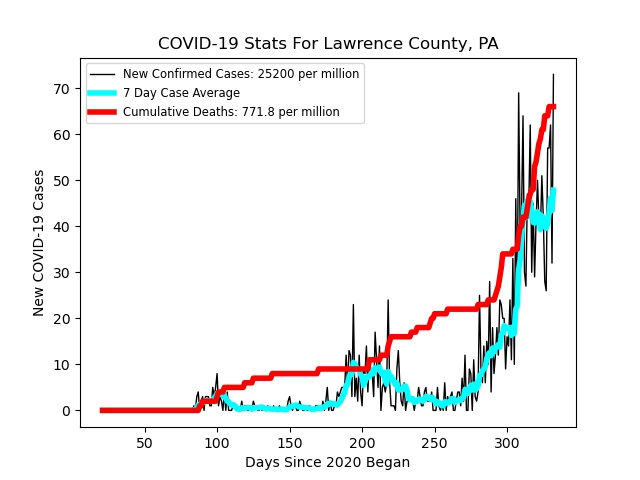 COVID-19 Stats For Lawrence County, PA
New Confirmed Cases: 25200 per million
7 Day Case Average
Cumulative Deaths: 771.8 per million
New COVID-19 Cases
70
60
50
40
30
20
10
0
50 100 150 200 250 300
Days Since 2020 Began